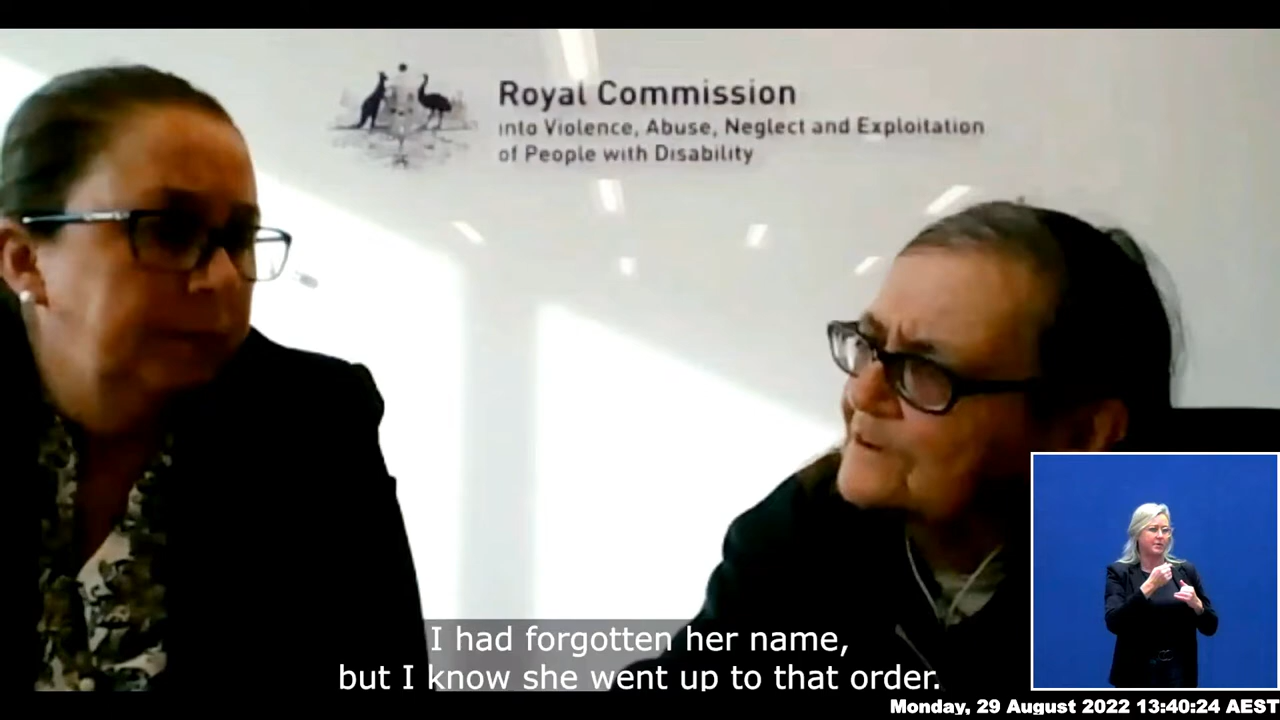 Royal Commission
into Violence, Abuse, Neglect and Exploitation
of People with Disability
I had forgotten her name,
but I know she went up to that order.
Monday, 29 August 2022 13:40:24 AEST